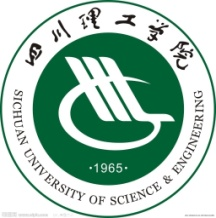 四川理工学院
·1965·
SICHUAN UNIVERSITY OF SCIENCE & ENGINEERING